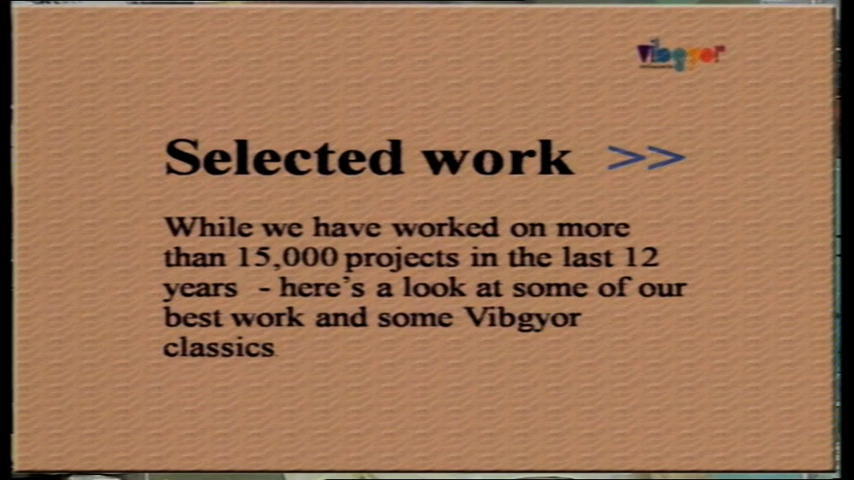 Vibgyor
Selected work >>
While we have worked on more
than 15,000 projects in the last 12
years - here's a look at some of our
best work and some Vibgyor
classics